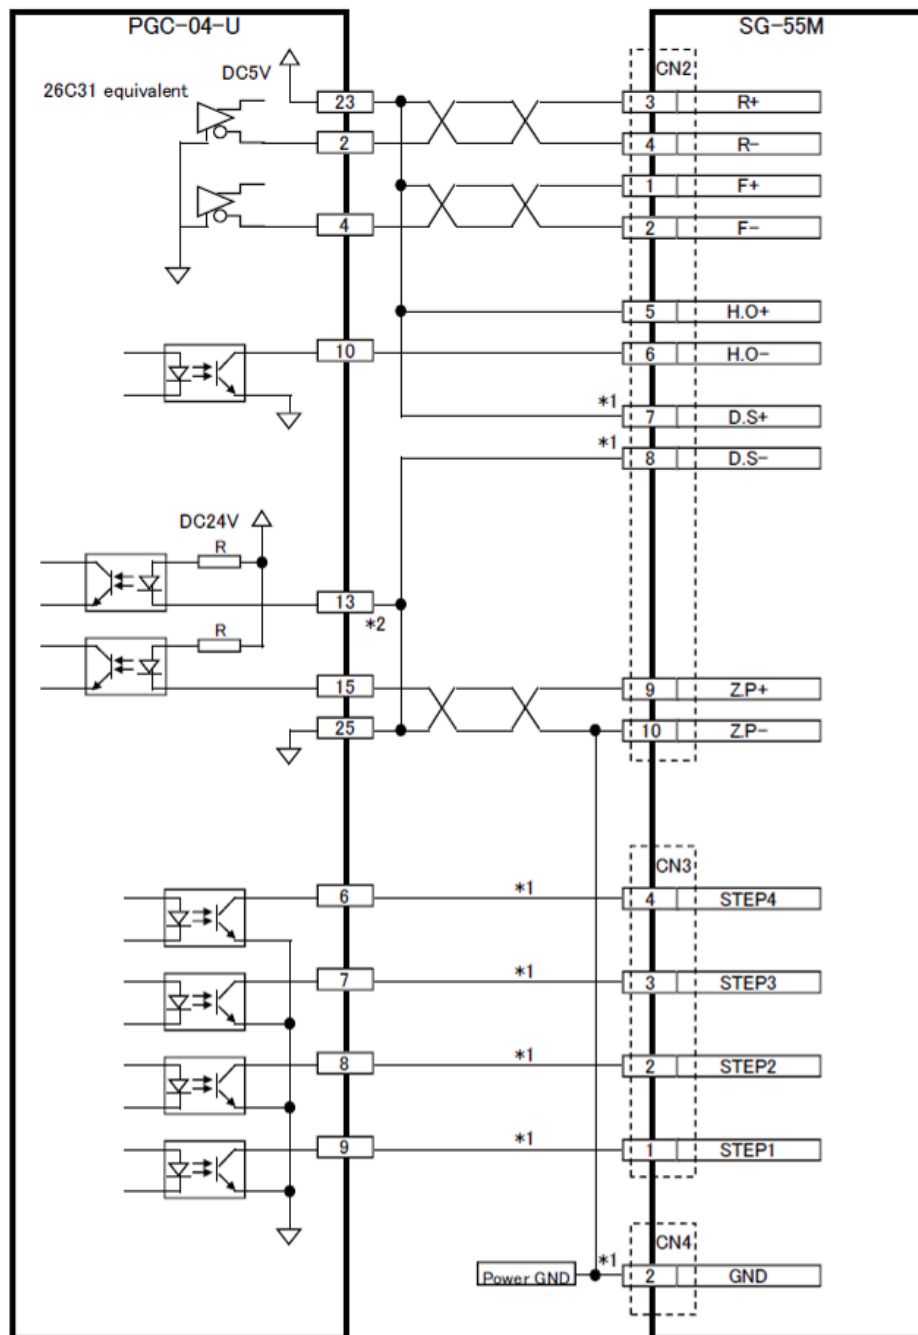 PGC-04-U SG-55M
CN2
DC5V
26C31 equivalent
23 3 R+
2 4 R-
1 F+
4 2 F-
5 H.O+
10 6 H.O-
*1 7 D.S+
*1 8 D.S-
DC24V
R
13
*2
R
15 9 Z.P+
25 10 Z.P-
CN3
6 *1 4 STEP4
7 *1 3 STEP3
8 *1 2 STEP2
9 *1 1 STEP1
CN4
Power GND *1 2 GND